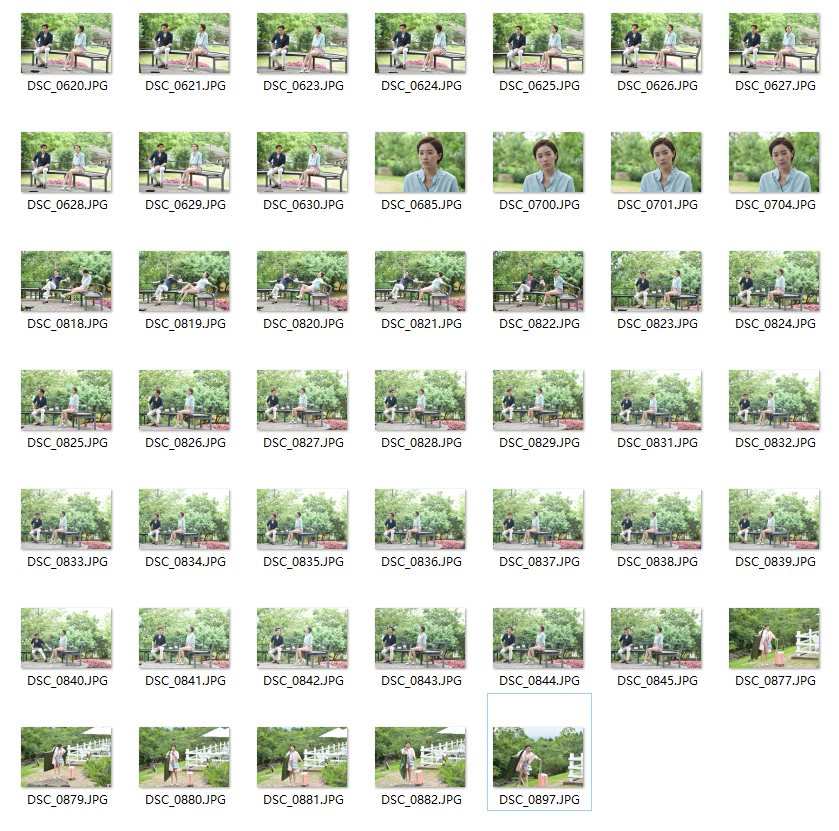 DSC_0620.JPG DSC_0621.JPG DSC_0623.JPG DSC_0624.JPG DSC_0625.JPG DSC_0626.JPG DSC_0627.JPG
DSC_0628.JPG DSC_0629.JPG DSC_0630.JPG DSC_0685.JPG DSC_0700.JPG DSC_0701.JPG DSC_0704.JPG
DSC_0818.JPG DSC_0819.JPG DSC_0820.JPG DSC_0821.JPG DSC_0822.JPG DSC_0823.JPG DSC_0824.JPG
DSC_0825.JPG DSC_0826.JPG DSC_0827.JPG DSC_0828.JPG DSC_0829.JPG DSC_0831.JPG DSC_0832.JPG
DSC_0833.JPG DSC_0834.JPG DSC_0835.JPG DSC_0836.JPG DSC_0837.JPG DSC_0838.JPG DSC_0839.JPG
DSC_0840.JPG DSC_0841.JPG DSC_0842.JPG DSC_0843.JPG DSC_0844.JPG DSC_0845.JPG DSC_0877.JPG
DSC_0879.JPG DSC_0880.JPG DSC_0881.JPG DSC_0882.JPG DSC_0897.JPG